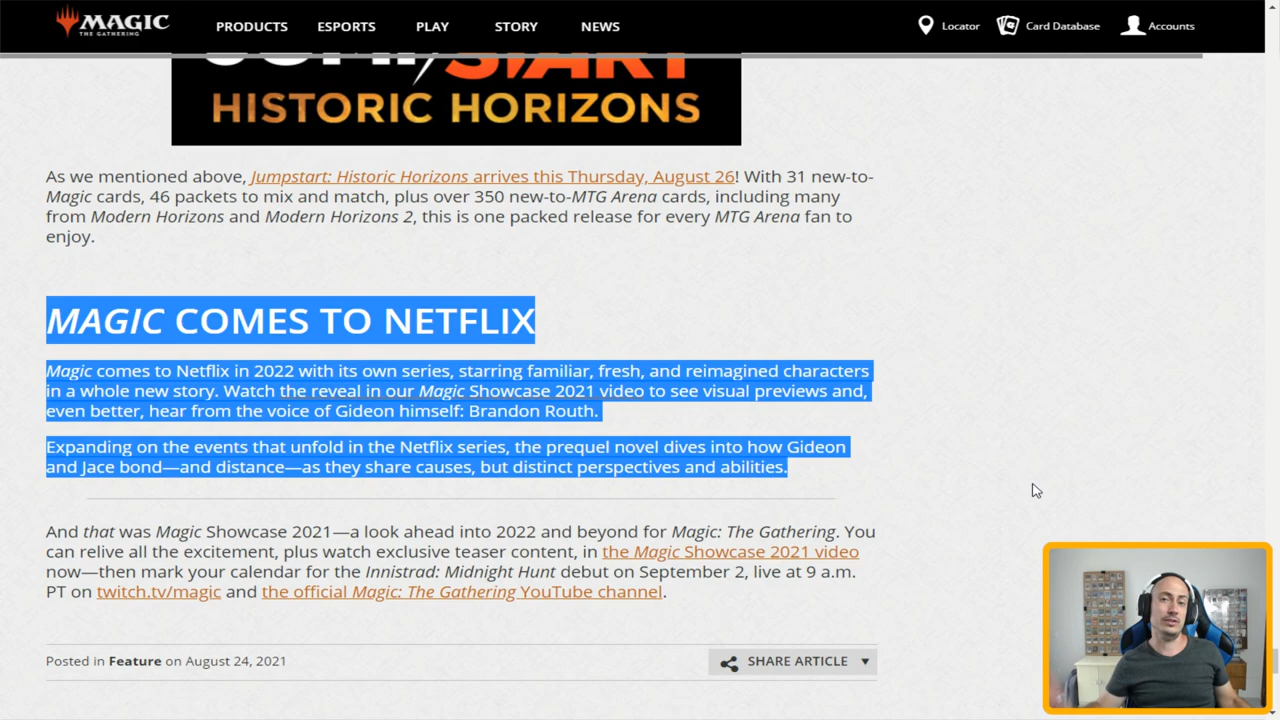 MAGIC
THE GATHERING
PRODUCTS ESPORTS PLAY STORY NEWS
Locator Card Database Accounts
HISTORIC HORIZONS
As we mentioned above, Jumpstart: Historic Horizons arrives this Thursday, August 26! With 31 new-to-
Magic cards, 46 packets to mix and match, plus over 350 new-to-MTG Arena cards, including many
from Modern Horizons and Modern Horizons 2, this is one packed release for every MTG Arena fan to
enjoy.
MAGIC COMES TO NETFLIX
Magic comes to Netflix in 2022 with its own series, starring familiar, fresh, and reimagined characters
in a whole new story. Watch the reveal in our Magic Showcase 2021 video to see visual previews and,
even better, hear from the voice of Gideon himself: Brandon Routh.
Expanding on the events that unfold in the Netflix series, the prequel novel dives into how Gideon
and Jace bond—and distance—as they share causes, but distinct perspectives and abilities.
And that was Magic Showcase 2021—a look ahead into 2022 and beyond for Magic: The Gathering. You
can relive all the excitement, plus watch exclusive teaser content, in the Magic Showcase 2021 video
now—then mark your calendar for the Innistrad: Midnight Hunt debut on September 2, live at 9 a.m.
PT on twitch.tv/magic and the official Magic: The Gathering YouTube channel.
Posted in Feature on August 24, 2021
SHARE ARTICLE